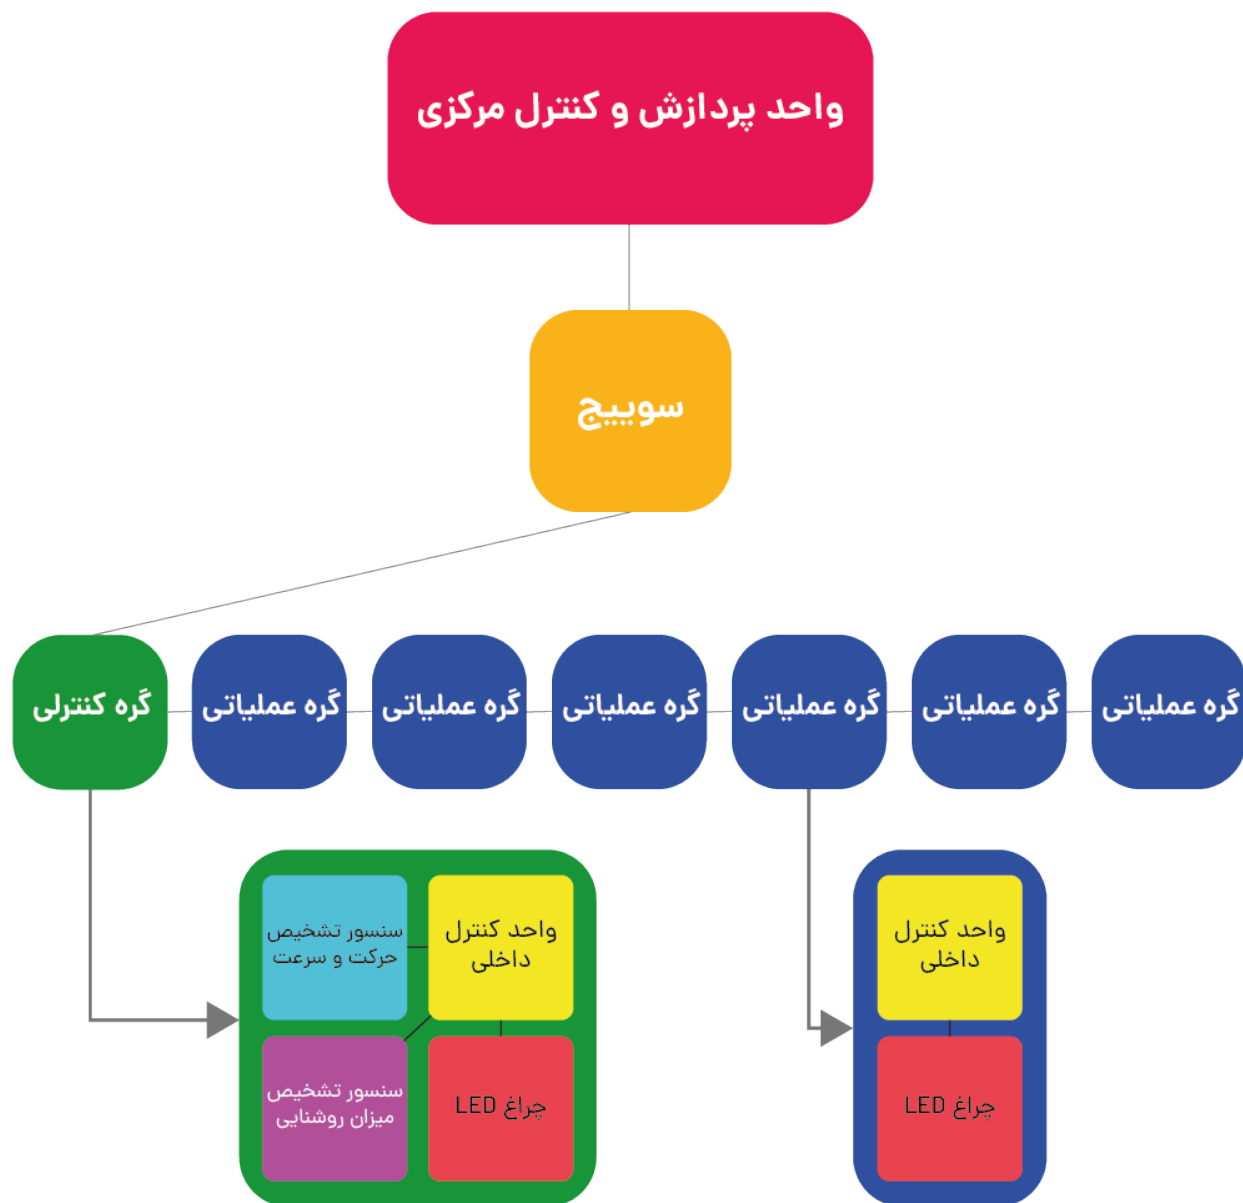 واحد پردازش و کنترل مرکزی
سوییچ
گره کنترلی
گره عملیاتی
گره عملیاتی
گره عملیاتی
گره عملیاتی
گره عملیاتی
گره عملیاتی
سنسور تشخیص
حرکت و سرعت
واحد کنترل
داخلی
سنسور تشخیص
میزان روشنایی
چراغ LED
واحد کنترل
داخلی
چراغ LED